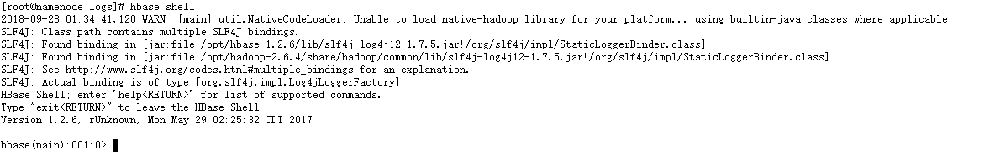 [root@namenode logs]# hbase shell
2018-09-28 01:34:41,120 WARN  [main] util.NativeCodeLoader: Unable to load native-hadoop library for your platform... using builtin-java classes where applicable
SLF4J: Class path contains multiple SLF4J bindings.
SLF4J: Found binding in [jar:file:/opt/hbase-1.2.6/lib/slf4j-log4j12-1.7.5.jar!/org/slf4j/impl/StaticLoggerBinder.class]
SLF4J: Found binding in [jar:file:/opt/hadoop-2.6.4/share/hadoop/common/lib/slf4j-log4j12-1.7.5.jar!/org/slf4j/impl/StaticLoggerBinder.class]
SLF4J: See http://www.slf4j.org/codes.html#multiple_bindings for an explanation.
SLF4J: Actual binding is of type [org.slf4j.impl.Log4jLoggerFactory]
HBase Shell; enter 'help<RETURN>' for list of supported commands.
Type "exit<RETURN>" to leave the HBase Shell
Version 1.2.6, rUnknown, Mon May 29 02:25:32 CDT 2017
hbase(main):001:0>